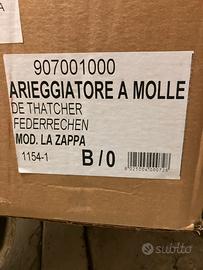 907001000
ARIEGGIATORE A MOLLE
DE THATCHER
FEDERRECHEN
MOD. LA ZAPPA
1154-1
B/0
subito